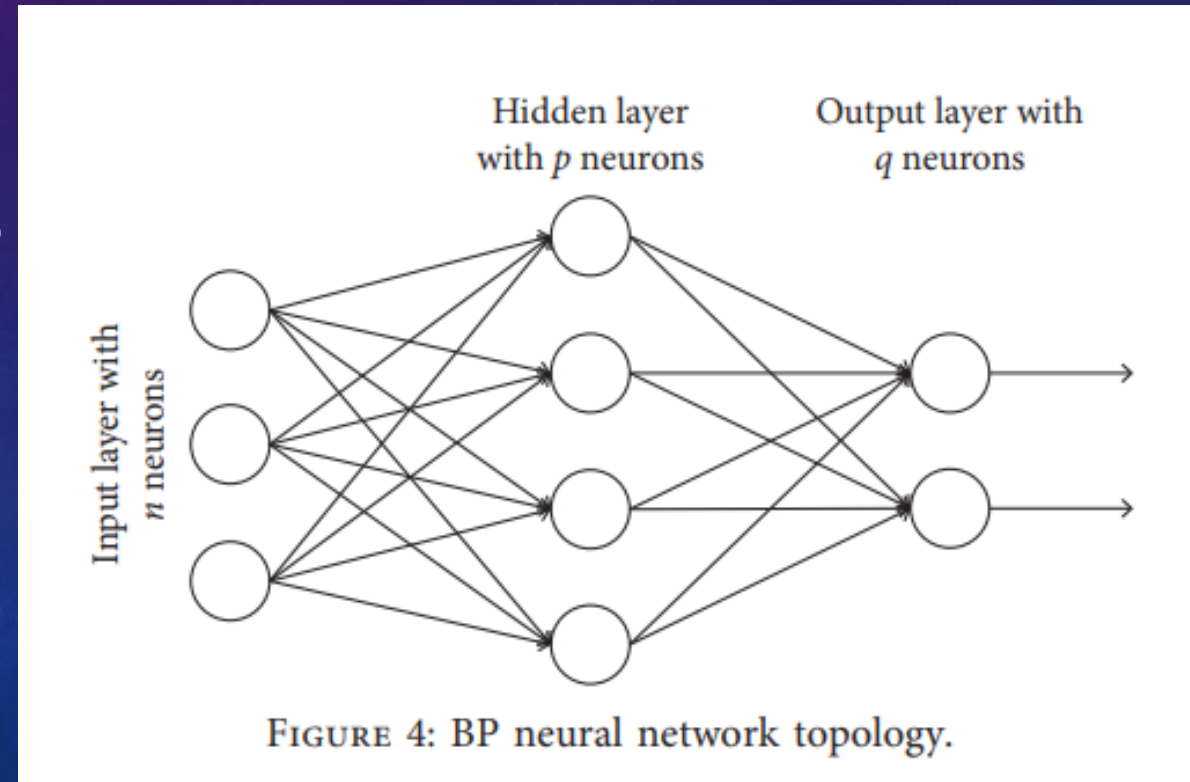 Hidden layer
with p neurons
Output layer with
q neurons
Input layer with
n neurons
FIGURE 4: BP neural network topology.